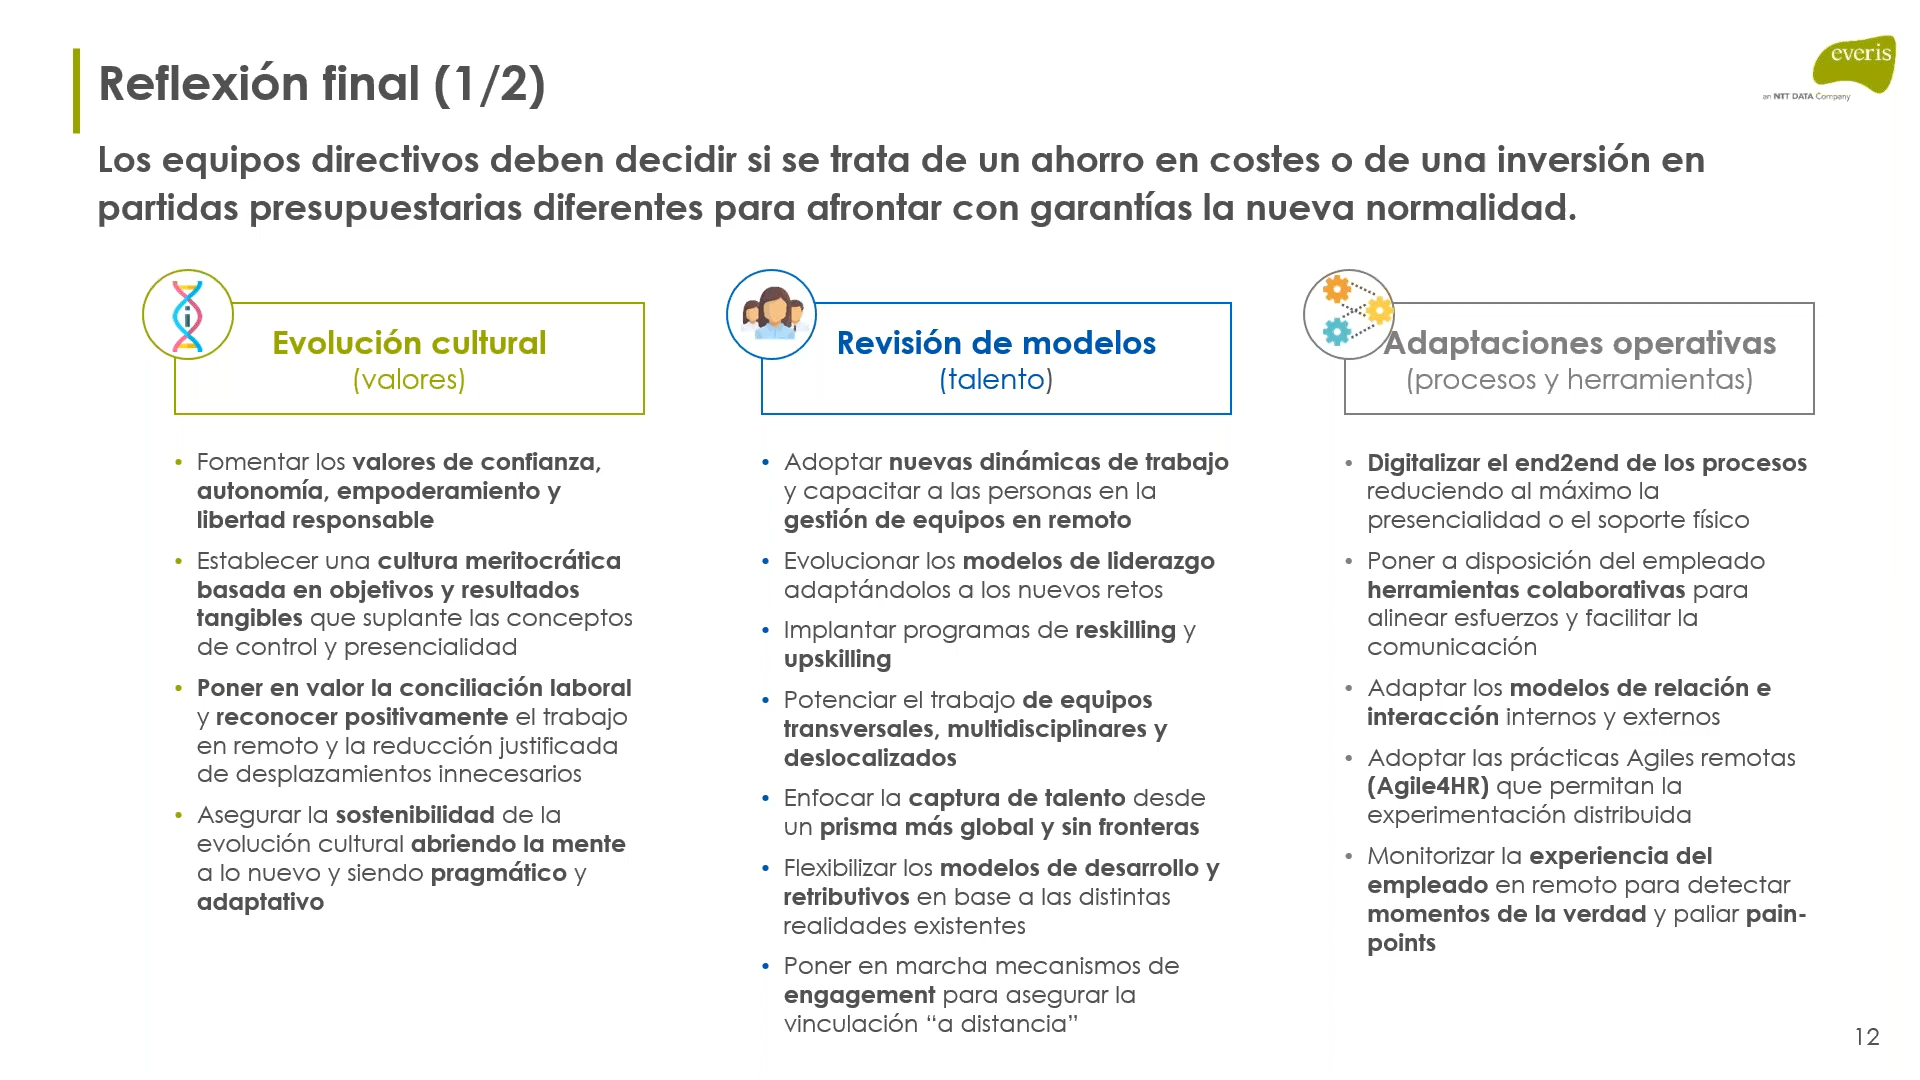 Reflexión final (1/2)
everis
an NTT DATA Company
Los equipos directivos deben decidir si se trata de un ahorro en costes o de una inversión en
partidas presupuestarias diferentes para afrontar con garantías la nueva normalidad.
i
Evolución cultural
(valores)
• Fomentar los valores de confianza,
autonomía, empoderamiento y
libertad responsable
• Establecer una cultura meritocrática
basada en objetivos y resultados
tangibles que suplante las conceptos
de control y presencialidad
• Poner en valor la conciliación laboral
y reconocer positivamente el trabajo
en remoto y la reducción justificada
de desplazamientos innecesarios
• Asegurar la sostenibilidad de la
evolución cultural abriendo la mente
a lo nuevo y siendo pragmático y
adaptativo
Revisión de modelos
(talento)
• Adoptar nuevas dinámicas de trabajo
y capacitar a las personas en la
gestión de equipos en remoto
• Evolucionar los modelos de liderazgo
adaptándolos a los nuevos retos
• Implantar programas de reskilling y
upskilling
• Potenciar el trabajo de equipos
transversales, multidisciplinares y
deslocalizados
• Enfocar la captura de talento desde
un prisma más global y sin fronteras
• Flexibilizar los modelos de desarrollo y
retributivos en base a las distintas
realidades existentes
• Poner en marcha mecanismos de
engagement para asegurar la
vinculación “a distancia”
Adaptaciones operativas
(procesos y herramientas)
• Digitalizar el end2end de los procesos
reduciendo al máximo la
presencialidad o el soporte físico
• Poner a disposición del empleado
herramientas colaborativas para
alinear esfuerzos y facilitar la
comunicación
• Adaptar los modelos de relación e
interacción internos y externos
• Adoptar las prácticas Agiles remotas
(Agile4HR) que permitan la
experimentación distribuida
• Monitorizar la experiencia del
empleado en remoto para detectar
momentos de la verdad y paliar pain-
points
12